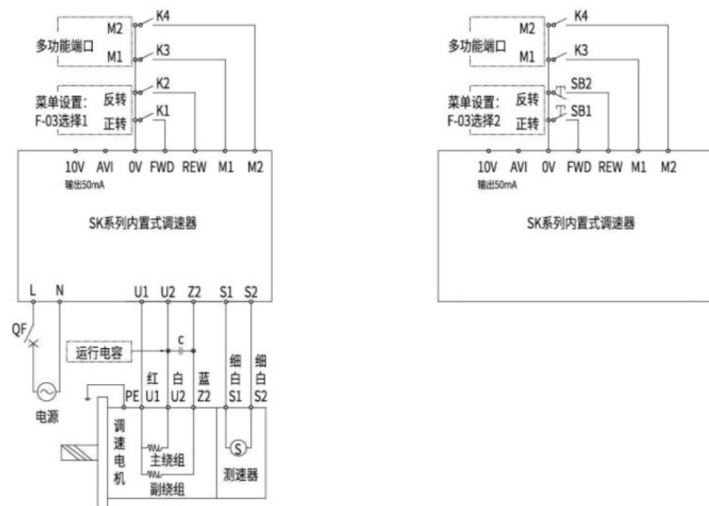 M2
K4
多功能端口
M1
K3
菜单设置:
F-03选择1
反转
K2
正转
K1
10V AVI 0V FWD REW M1 M2
输出50mA
SK系列内置式调速器
L N U1 U2 Z2 S1 S2
QF
运行电容
C
电源
红 白 蓝 细白 细白
PE U1 U2 Z2 S1 S2
调速电机
主绕组
副绕组
S
测速器
M2
K4
多功能端口
M1
K3
菜单设置:
F-03选择2
反转
SB2
正转
SB1
10V AVI 0V FWD REW M1 M2
输出50mA
SK系列内置式调速器